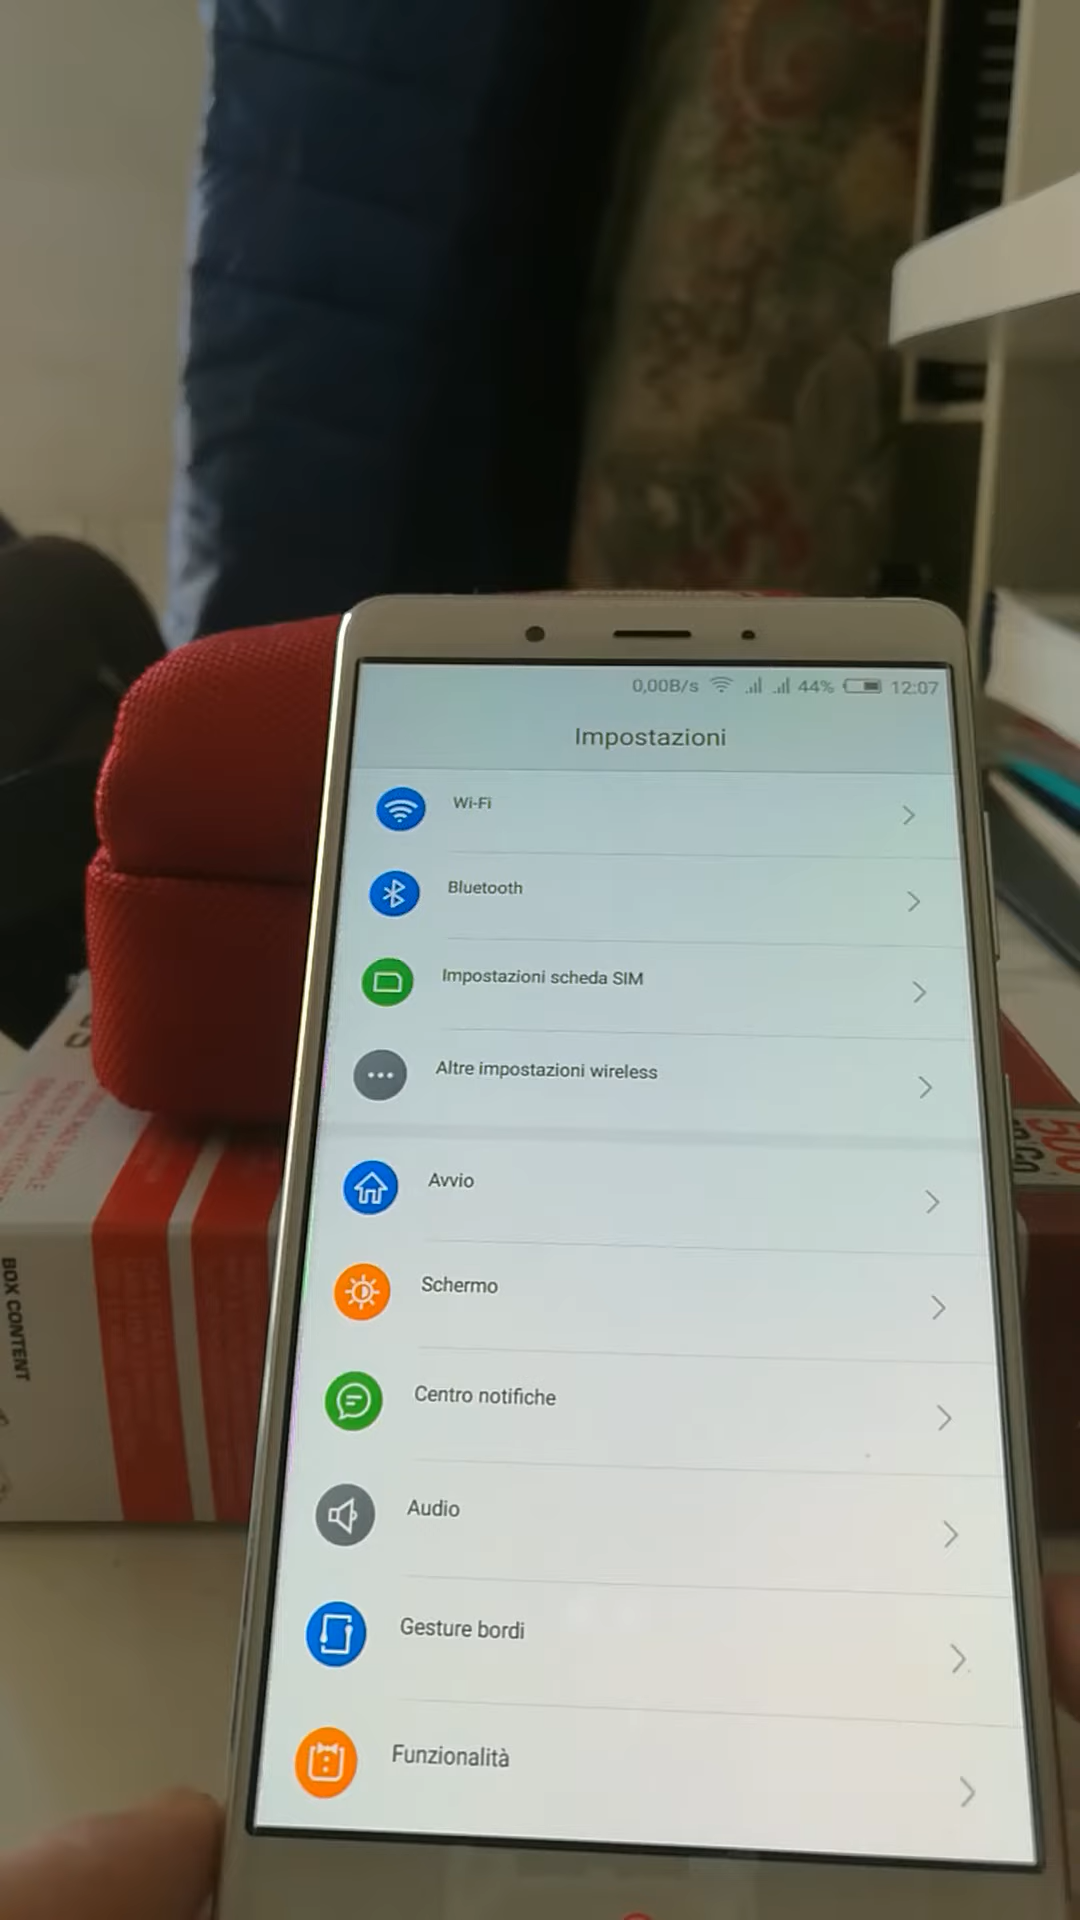 0,00B/s 44% 12:07
Impostazioni
Wi-Fi
Bluetooth
Impostazioni scheda SIM
Altre impostazioni wireless
Avvio
Schermo
Centro notifiche
Audio
Gesture bordi
Funzionalità
BOX CONTENT